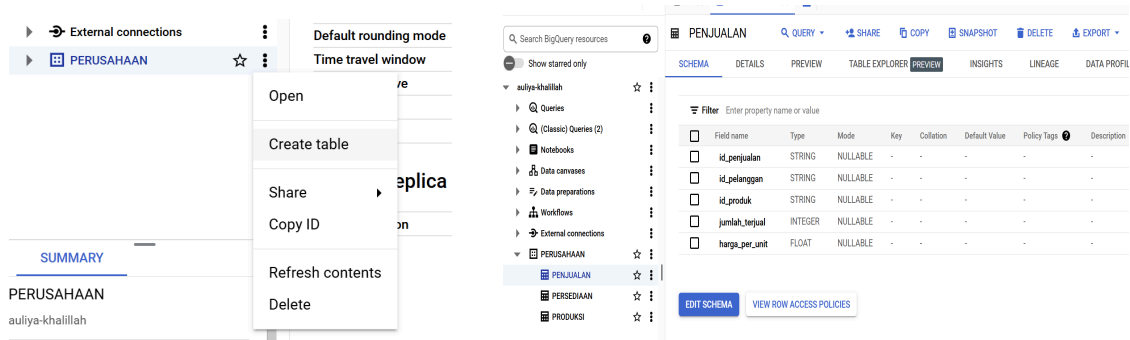 External connections
PERUSAHAAN
Default rounding mode
Time travel window
ve
eplica
on
Open
Create table
Share
Copy ID
Refresh contents
Delete
SUMMARY
PERUSAHAAN
auliya-khalillah
Search BigQuery resources
Show starred only
auliya-khalillah
Queries
(Classic) Queries (2)
Notebooks
Data canvases
Data preparations
Workflows
External connections
PERUSAHAAN
PENJUALAN
PERSEDIAAN
PRODUKSI
PENJUALAN QUERY SHARE COPY SNAPSHOT DELETE EXPORT
SCHEMA DETAILS PREVIEW TABLE EXPLORER PREVIEW INSIGHTS LINEAGE DATA PROFIL
Filter Enter property name or value
Field name Type Mode Key Collation Default Value Policy Tags Description
id_penjualan STRING NULLABLE - - - - -
id_pelanggan STRING NULLABLE - - - - -
id_produk STRING NULLABLE - - - - -
jumlah_terjual INTEGER NULLABLE - - - - -
harga_per_unit FLOAT NULLABLE - - - - -
EDIT SCHEMA VIEW ROW ACCESS POLICIES